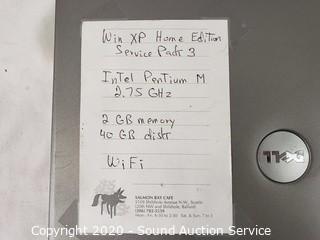 Win XP Home Edition
Service Pack 3
Intel Pentium M
2.75 GHz
2 GB memory
40 GB disk
WiFi
SALMON BAY CAFE
DELL
Copyright 2020 - Sound Auction Service